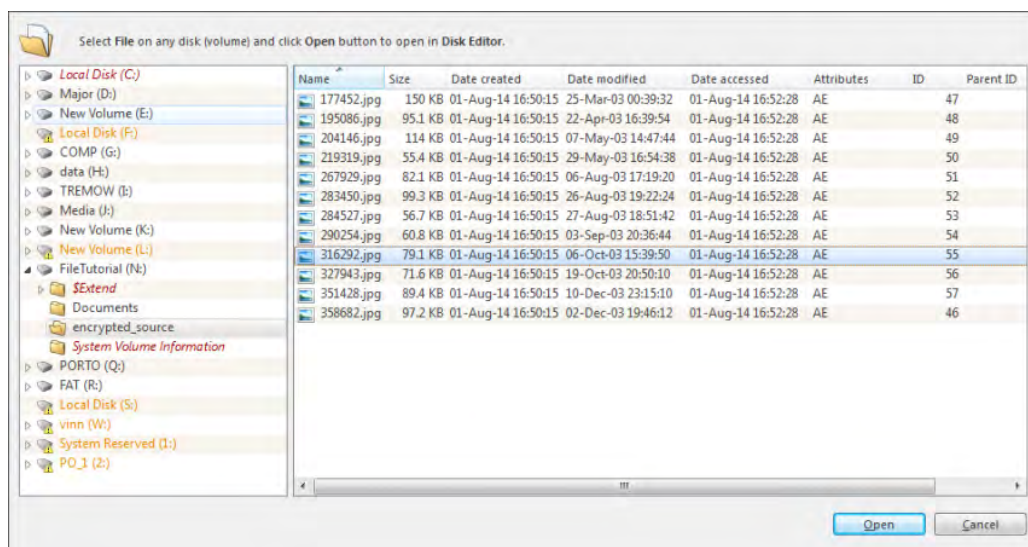 Select File on any disk (volume) and click Open button to open in Disk Editor.
Local Disk (C:)
Major (D:)
New Volume (E:)
Local Disk (F:)
COMP (G:)
data (H:)
TREMOW (I:)
Media (J:)
New Volume (K:)
New Volume (L:)
FileTutorial (N:)
$Extend
Documents
encrypted_source
System Volume Information
PORTO (Q:)
FAT (R:)
Local Disk (S:)
vinn (W:)
System Reserved (1:)
PO_1 (2:)
Name Size Date created Date modified Date accessed Attributes ID Parent ID
177452.jpg 150 KB 01-Aug-14 16:50:15 25-Mar-03 00:39:32 01-Aug-14 16:52:28 AE 47
195086.jpg 95.1 KB 01-Aug-14 16:50:15 22-Apr-03 16:39:54 01-Aug-14 16:52:28 AE 48
204146.jpg 114 KB 01-Aug-14 16:50:15 07-May-03 14:47:44 01-Aug-14 16:52:28 AE 49
219319.jpg 55.4 KB 01-Aug-14 16:50:15 29-May-03 16:54:38 01-Aug-14 16:52:28 AE 50
267929.jpg 82.1 KB 01-Aug-14 16:50:15 06-Aug-03 17:19:20 01-Aug-14 16:52:28 AE 51
283450.jpg 99.3 KB 01-Aug-14 16:50:15 26-Aug-03 19:22:24 01-Aug-14 16:52:28 AE 52
284527.jpg 56.7 KB 01-Aug-14 16:50:15 27-Aug-03 18:51:42 01-Aug-14 16:52:28 AE 53
290254.jpg 60.8 KB 01-Aug-14 16:50:15 03-Sep-03 20:36:44 01-Aug-14 16:52:28 AE 54
316292.jpg 79.1 KB 01-Aug-14 16:50:15 06-Oct-03 15:39:50 01-Aug-14 16:52:28 AE 55
327943.jpg 71.6 KB 01-Aug-14 16:50:15 19-Oct-03 20:50:10 01-Aug-14 16:52:28 AE 56
351428.jpg 89.4 KB 01-Aug-14 16:50:15 10-Dec-03 23:15:10 01-Aug-14 16:52:28 AE 57
358682.jpg 97.2 KB 01-Aug-14 16:50:15 02-Dec-03 19:46:12 01-Aug-14 16:52:28 AE 46
Open Cancel